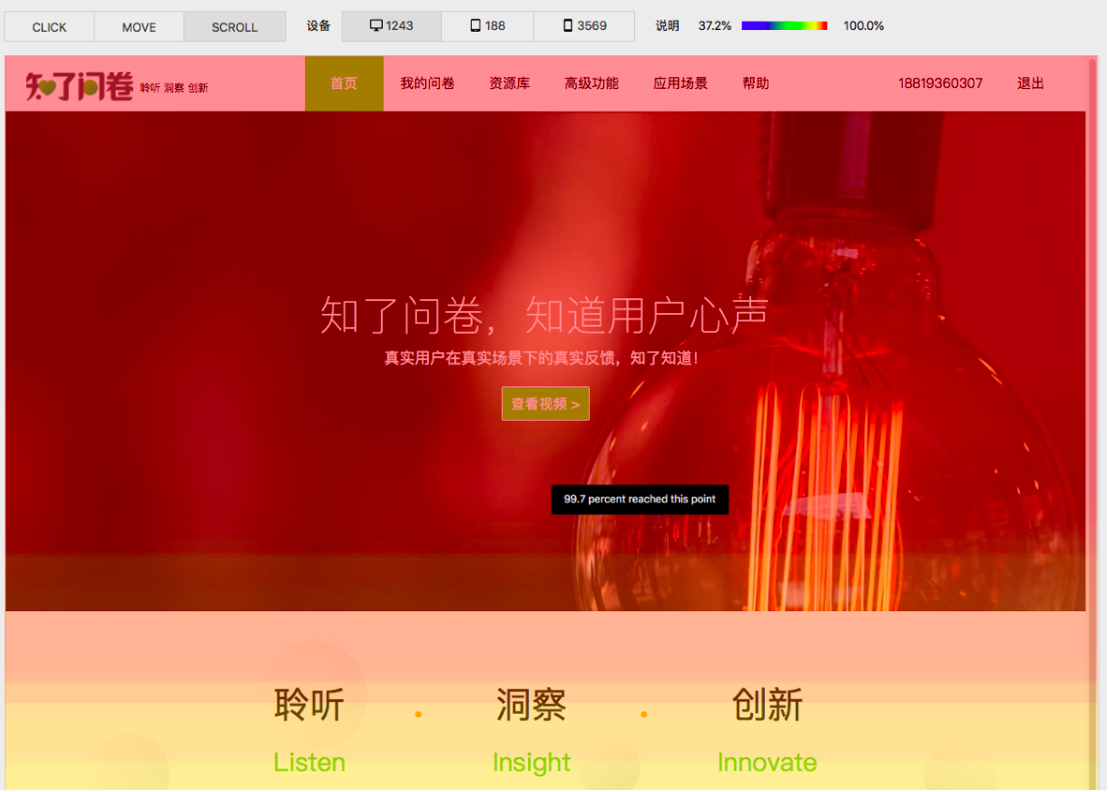 CLICK MOVE SCROLL 设备 1243 188 3569 说明 37.2% 100.0%
知了问卷 聆听 洞察 创新 首页 我的问卷 资源库 高级功能 应用场景 帮助 18819360307 退出
知了问卷，知道用户心声
真实用户在真实场景下的真实反馈，知了知道！
查看视频 >
99.7 percent reached this point
聆听 . 洞察 . 创新
Listen Insight Innovate